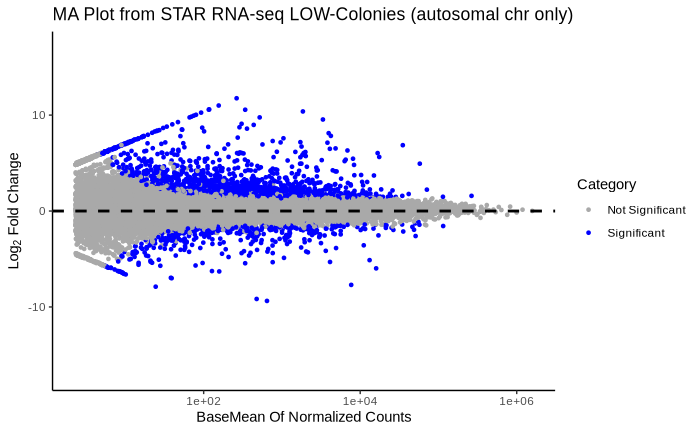 MA Plot from STAR RNA-seq LOW-Colonies (autosomal chr only)
Log2 Fold Change
10
0
-10
1e+02
1e+04
1e+06
BaseMean Of Normalized Counts
Category
Not Significant
Significant